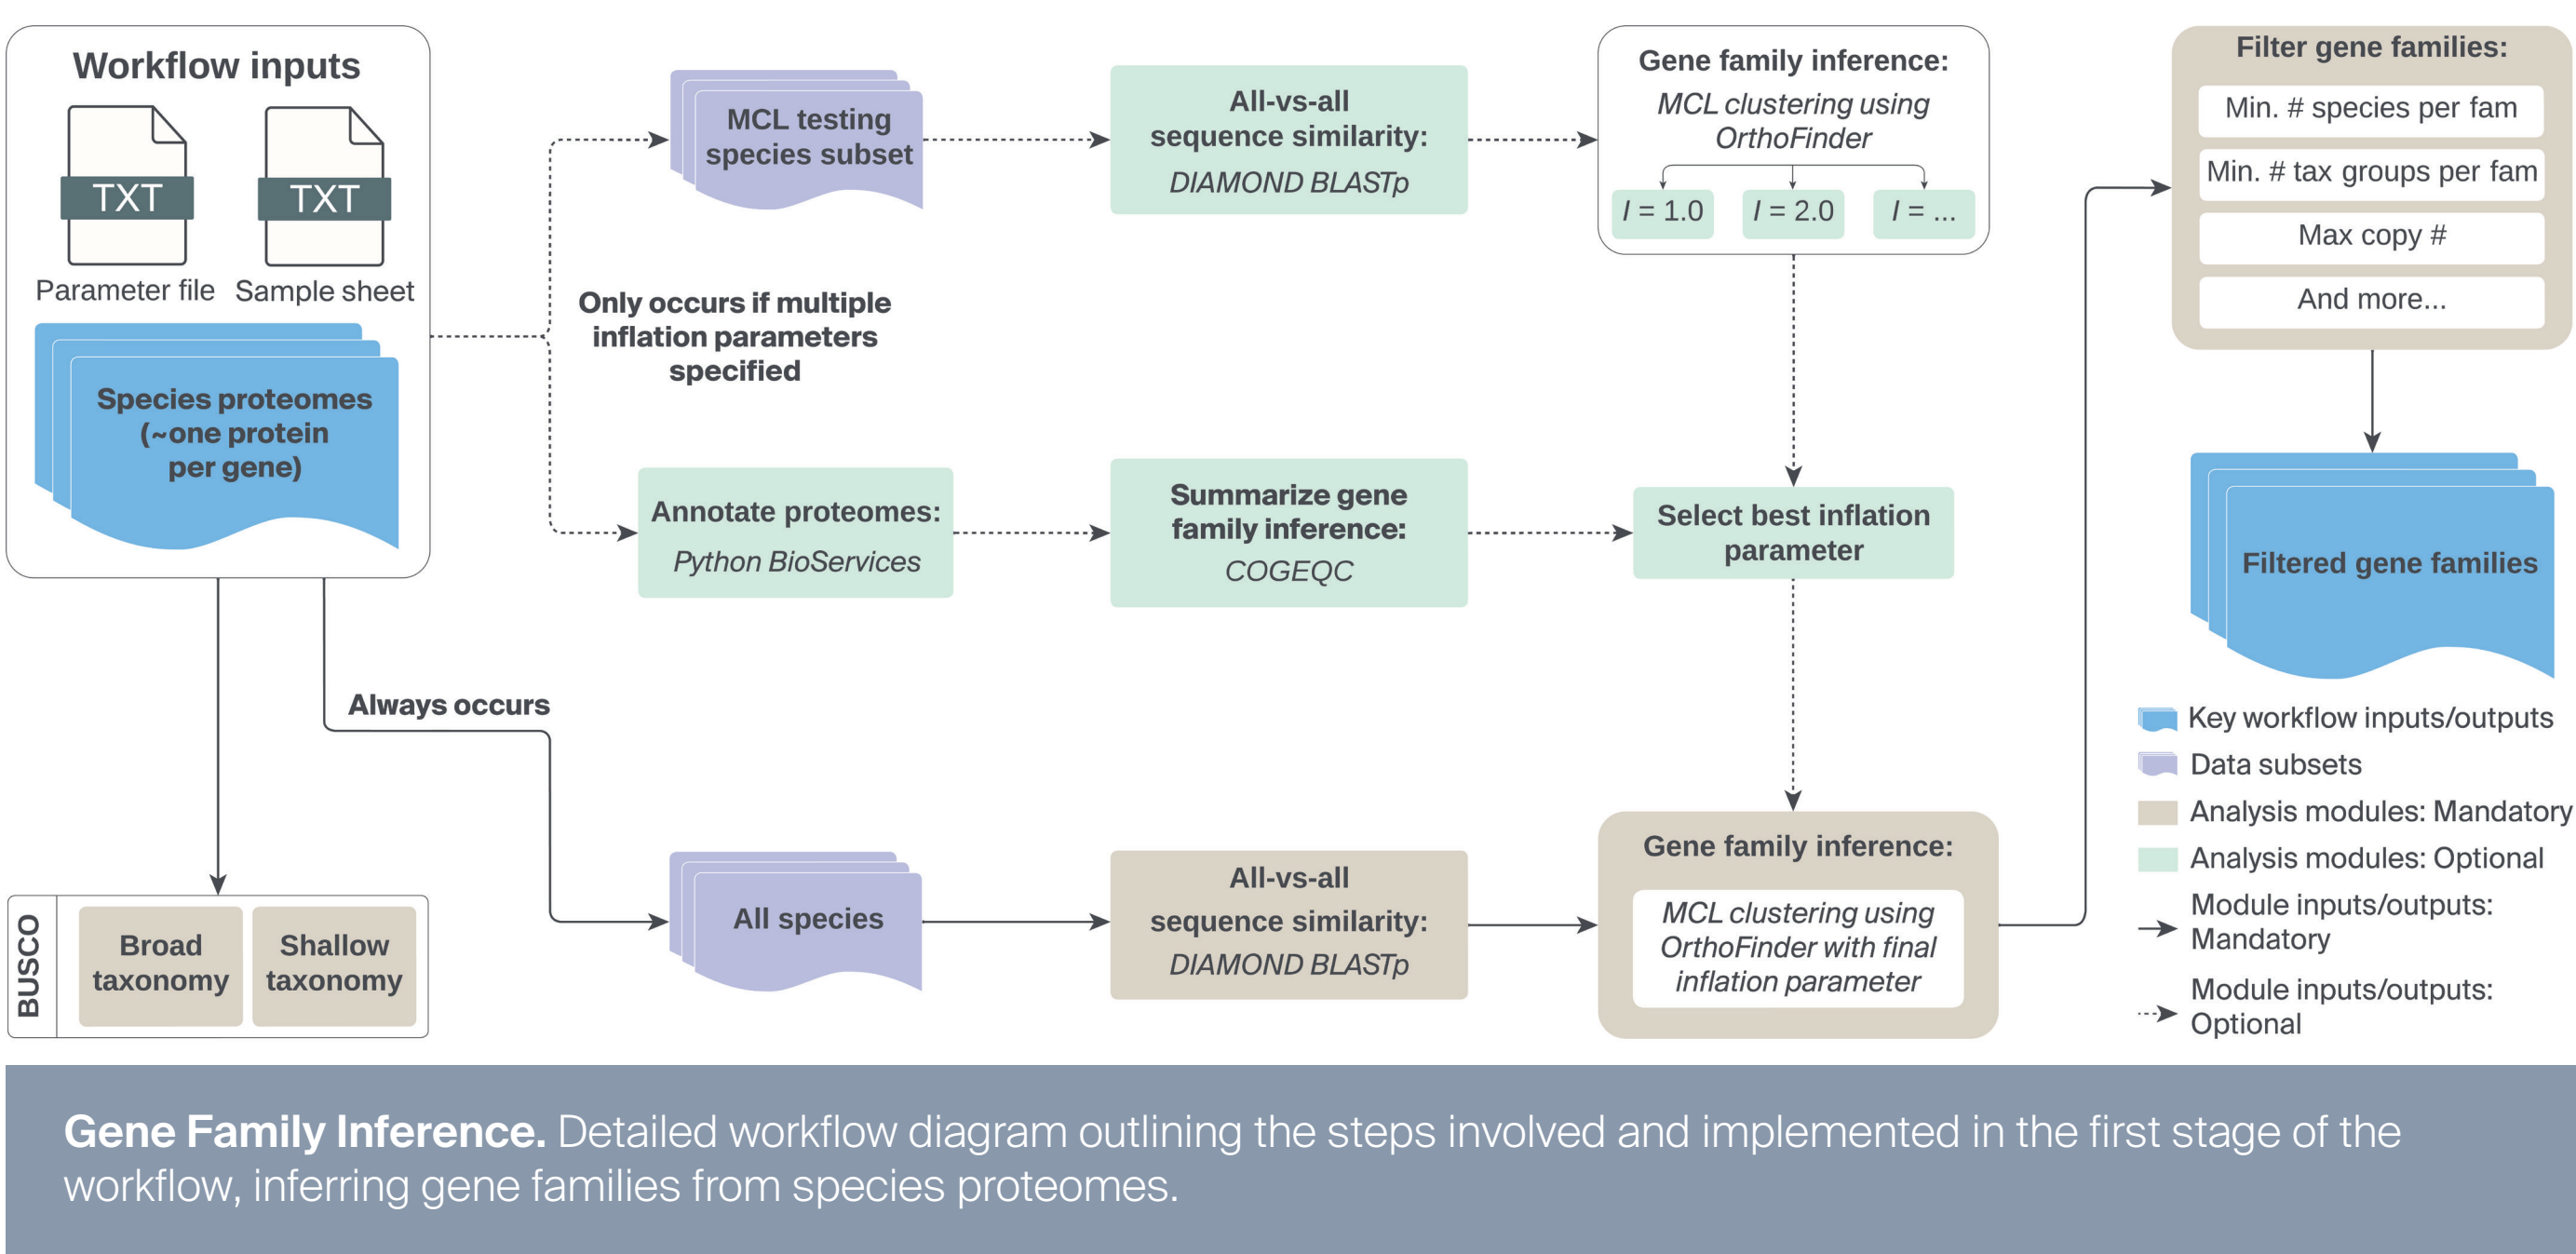 Workflow inputs
TXT
TXT
Parameter file
Sample sheet
Species proteomes
(~one protein
per gene)
Only occurs if multiple
inflation parameters
specified
MCL testing
species subset
All-vs-all
sequence similarity:
DIAMOND BLASTp
Gene family inference:
MCL clustering using
OrthoFinder
I = 1.0
I = 2.0
I = ...
Annotate proteomes:
Python BioServices
Summarize gene
family inference:
COGEQC
Select best inflation
parameter
Always occurs
BUSCO
Broad
taxonomy
Shallow
taxonomy
All species
All-vs-all
sequence similarity:
DIAMOND BLASTp
Gene family inference:
MCL clustering using
OrthoFinder with final
inflation parameter
Filter gene families:
Min. # species per fam
Min. # tax groups per fam
Max copy #
And more...
Filtered gene families
Key workflow inputs/outputs
Data subsets
Analysis modules: Mandatory
Analysis modules: Optional
Module inputs/outputs:
Mandatory
Module inputs/outputs:
Optional
Gene Family Inference. Detailed workflow diagram outlining the steps involved and implemented in the first stage of the
workflow, inferring gene families from species proteomes.